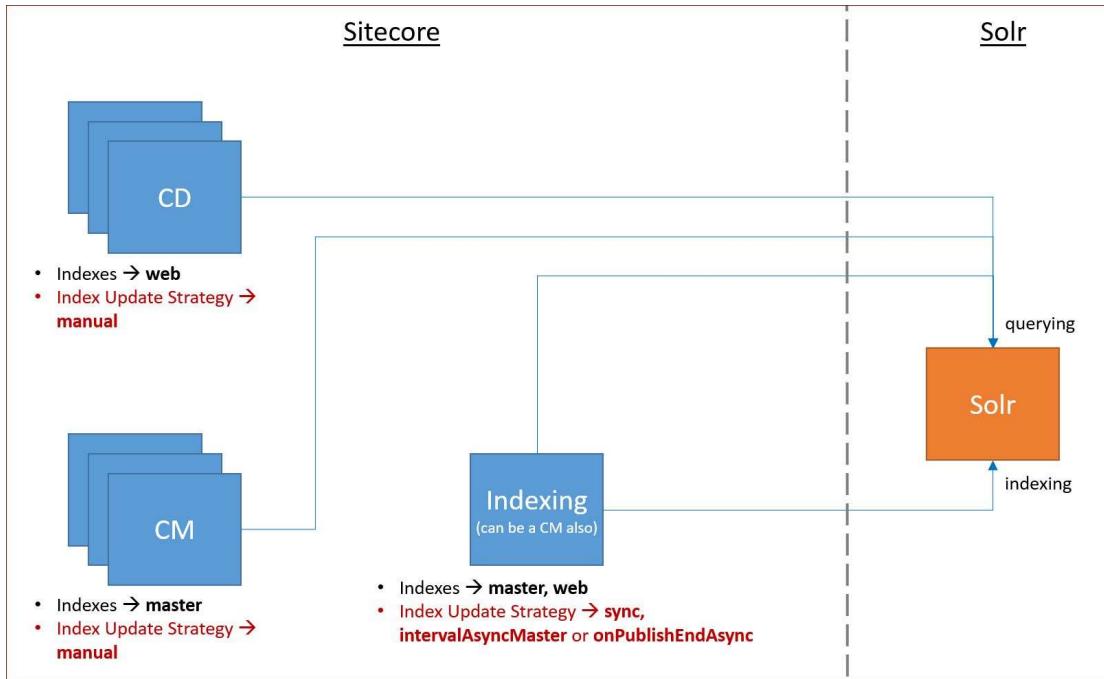 Sitecore
Solr
CD
• Indexes → web
• Index Update Strategy →
manual
querying
Solr
indexing
CM
• Indexes → master
• Index Update Strategy →
manual
Indexing
(can be a CM also)
• Indexes → master, web
• Index Update Strategy → sync,
intervalAsyncMaster or onPublishEndAsync